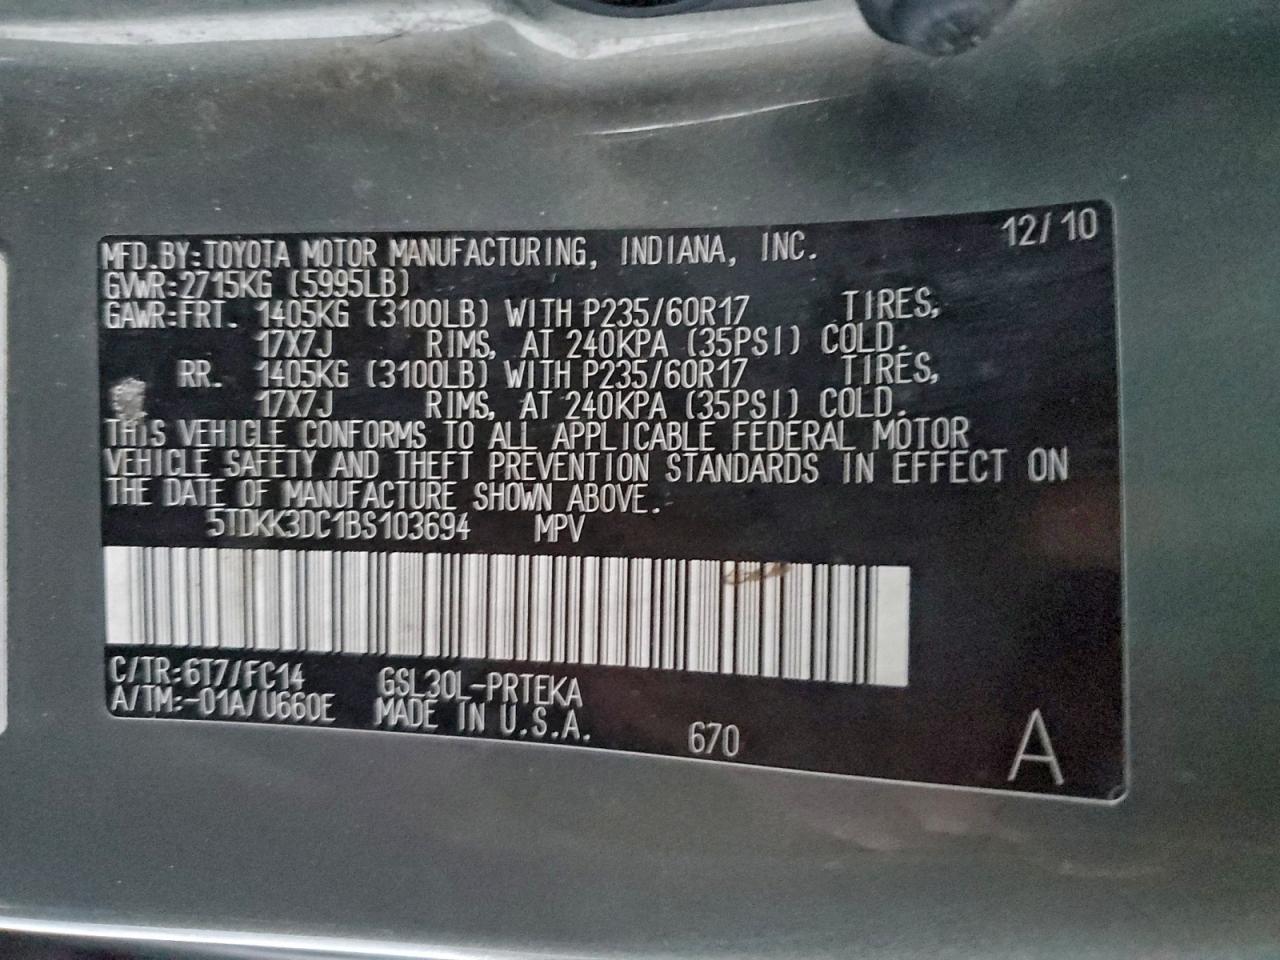 12/10
MFD.BY:TOYOTA MOTOR MANUFACTURING, INDIANA, INC.
GVWR:2715KG (5995LB)
GAWR:FRT. 1405KG (3100LB) WITH P235/60R17 TIRES,
17X7J RIMS, AT 240KPA (35PSI) COLD.
RR. 1405KG (3100LB) WITH P235/60R17 TIRES,
17X7J RIMS, AT 240KPA (35PSI) COLD.
THIS VEHICLE CONFORMS TO ALL APPLICABLE FEDERAL MOTOR
VEHICLE SAFETY AND THEFT PREVENTION STANDARDS IN EFFECT ON
THE DATE OF MANUFACTURE SHOWN ABOVE.
5TDKK3DC1BS103694 MPV
C/TR:6T7/FC14 GSL30L-PRTEKA
A/TM:-01A/U660E MADE IN U.S.A.
670
A